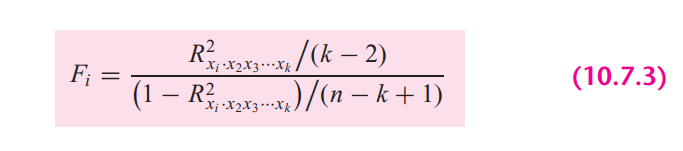 F_i = \frac{R^2_{x_i \cdot x_2 x_3 \cdots x_k} / (k - 2)}{(1 - R^2_{x_i \cdot x_2 x_3 \cdots x_k}) / (n - k + 1)} (10.7.3)